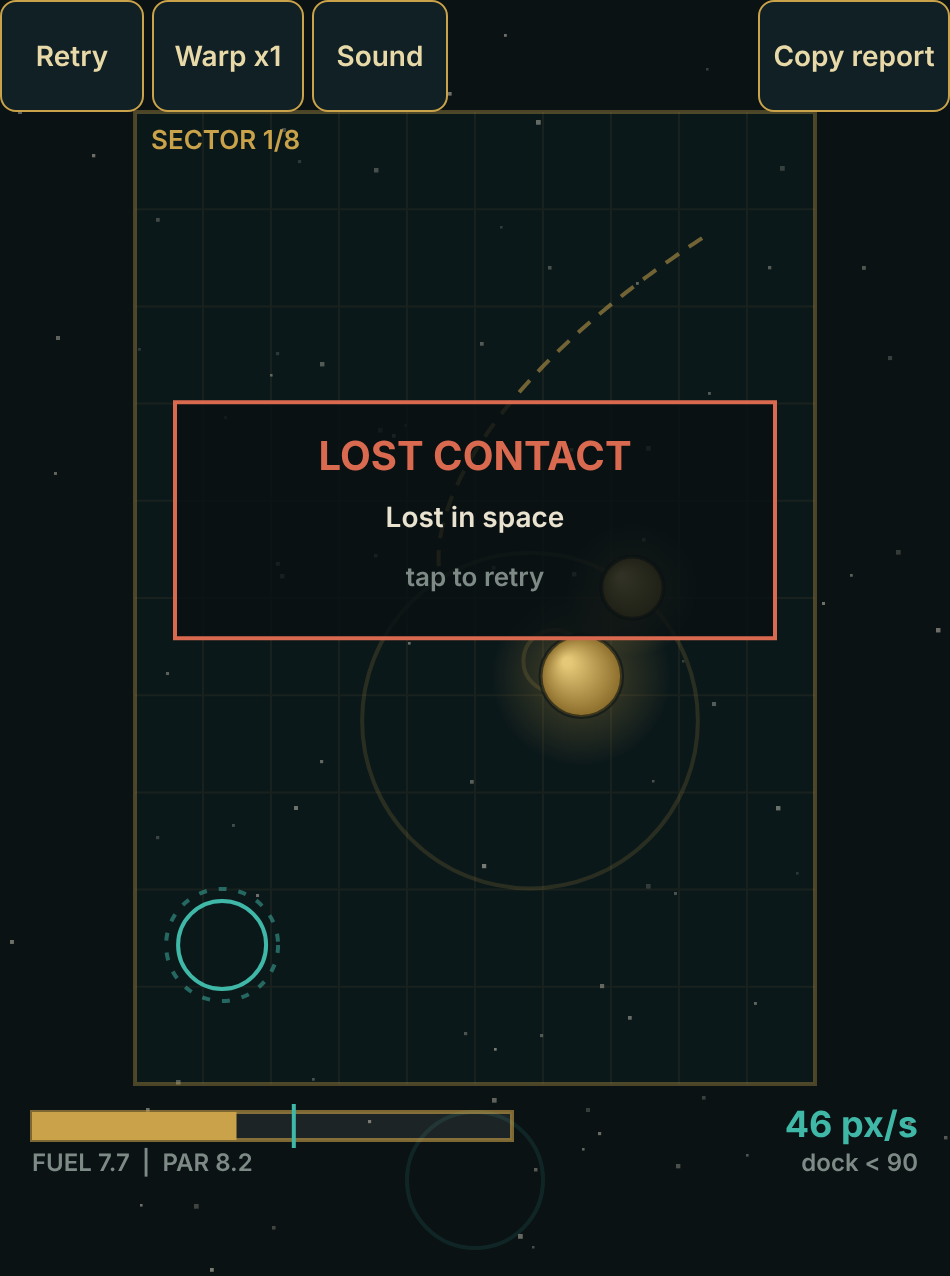 Retry
Warp x1
Sound
Copy report
SECTOR 1/8
LOST CONTACT
Lost in space
tap to retry
46 px/s
FUEL 7.7 | PAR 8.2
dock < 90